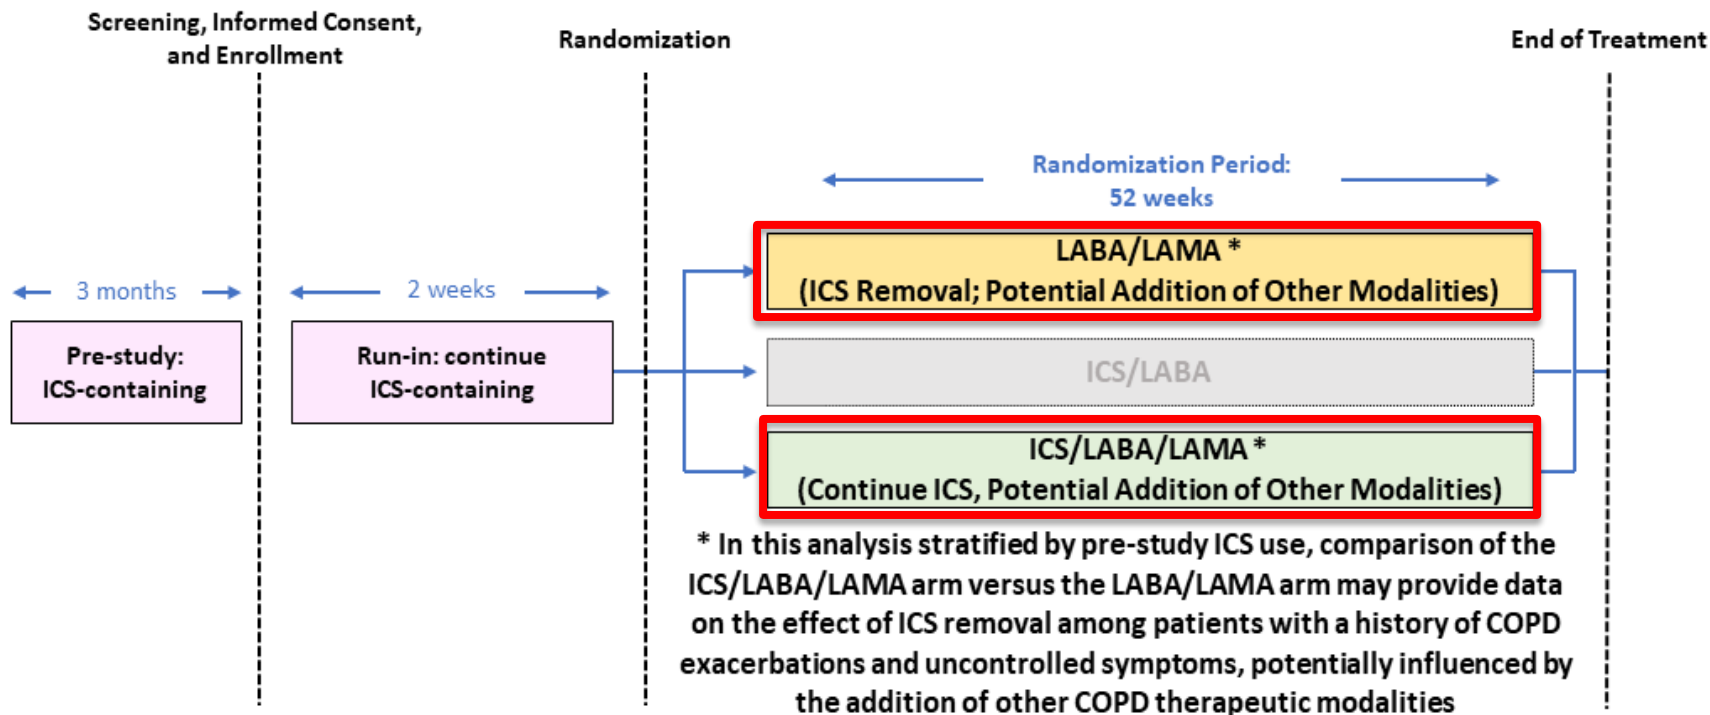 Screening, Informed Consent,
and Enrollment
Randomization
End of Treatment
Randomization Period:
52 weeks
LABA/LAMA *
(ICS Removal; Potential Addition of Other Modalities)
3 months
2 weeks
Pre-study:
ICS-containing
Run-in: continue
ICS-containing
ICS/LABA
ICS/LABA/LAMA *
(Continue ICS, Potential Addition of Other Modalities)
* In this analysis stratified by pre-study ICS use, comparison of the
ICS/LABA/LAMA arm versus the LABA/LAMA arm may provide data
on the effect of ICS removal among patients with a history of COPD
exacerbations and uncontrolled symptoms, potentially influenced by
the addition of other COPD therapeutic modalities